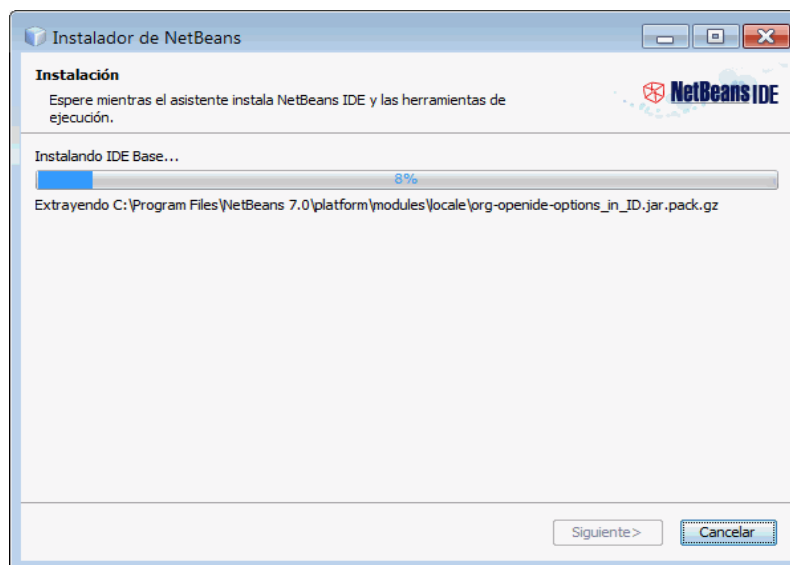 Instalador de NetBeans
Instalación
Espere mientras el asistente instala NetBeans IDE y las herramientas de
ejecución.
NetBeans IDE
Instalando IDE Base...
8%
Extrayendo C:\Program Files\NetBeans 7.0\platform\modules\locale\org-openide-options_in_ID.jar.pack.gz
Siguiente>
Cancelar